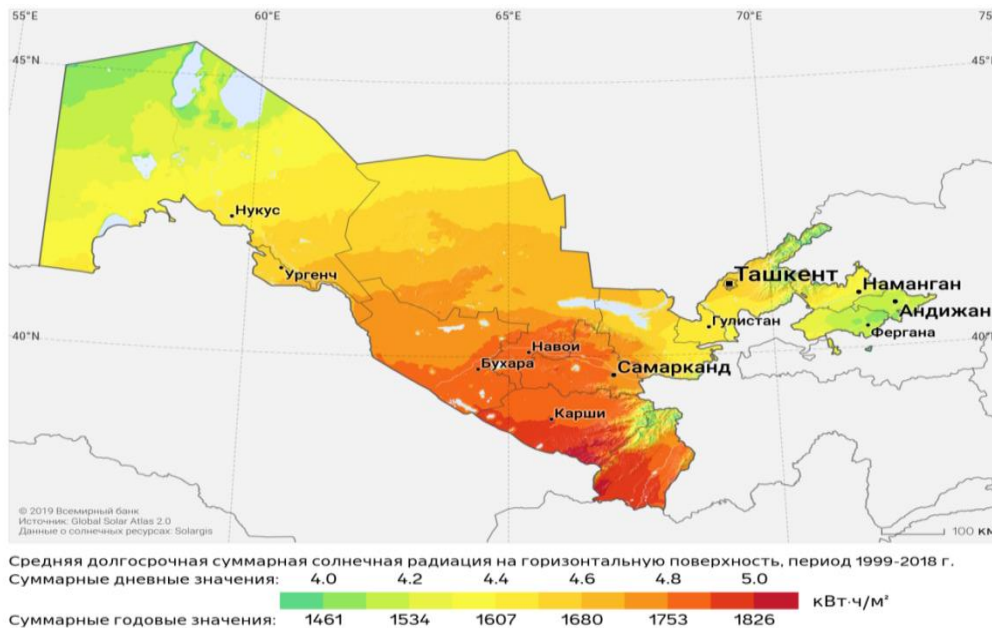 55°E 60°E 65°E 70°E 75°
45°N 45°N
Нукус
Ургенч
Ташкент
Наманган
Андижан
Гулистан
Фергана
40°N 40°N
Навои
Бухара
Самарканд
Карши
© 2019 Всемирный банк
Источник: Global Solar Atlas 2.0
Данные о солнечных ресурсах: Solargis
100 км
Средняя долгосрочная суммарная солнечная радиация на горизонтальную поверхность, период 1999-2018 г.
Суммарные дневные значения: 4.0 4.2 4.4 4.6 4.8 5.0
кВт·ч/м²
Суммарные годовые значения: 1461 1534 1607 1680 1753 1826